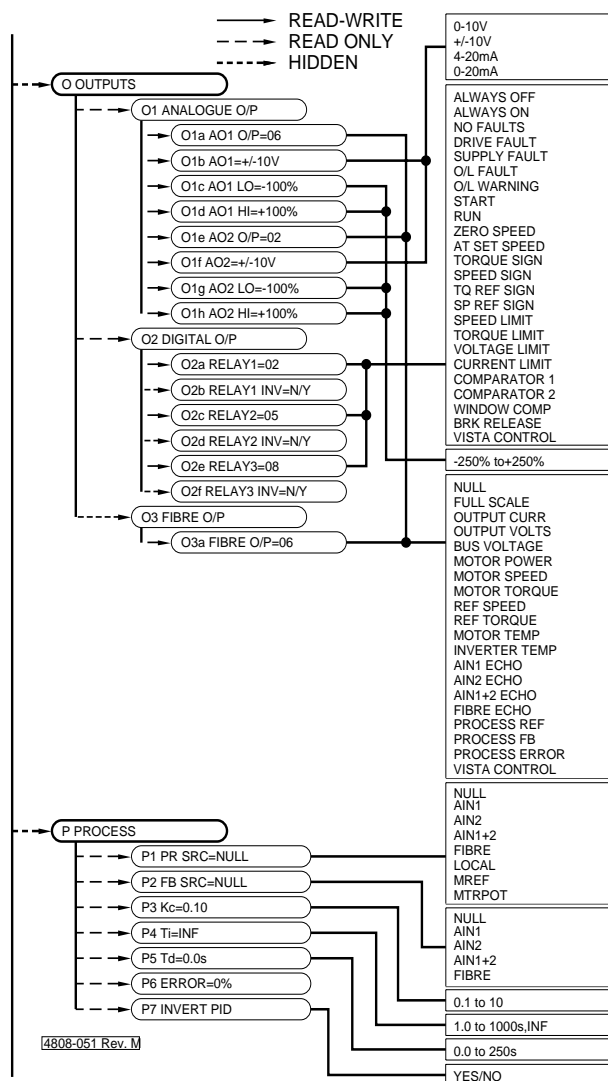 READ-WRITE
READ ONLY
HIDDEN
O OUTPUTS
O1 ANALOGUE O/P
O1a AO1 O/P=06
O1b AO1=+/-10V
O1c AO1 LO=-100%
O1d AO1 HI=+100%
O1e AO2 O/P=02
O1f AO2=+/-10V
O1g AO2 LO=-100%
O1h AO2 HI=+100%
O2 DIGITAL O/P
O2a RELAY1=02
O2b RELAY1 INV=N/Y
O2c RELAY2=05
O2d RELAY2 INV=N/Y
O2e RELAY3=08
O2f RELAY3 INV=N/Y
O3 FIBRE O/P
O3a FIBRE O/P=06
0-10V
+/-10V
4-20mA
0-20mA
ALWAYS OFF
ALWAYS ON
NO FAULTS
DRIVE FAULT
SUPPLY FAULT
O/L FAULT
O/L WARNING
START
RUN
ZERO SPEED
AT SET SPEED
TORQUE SIGN
SPEED SIGN
TQ REF SIGN
SP REF SIGN
SPEED LIMIT
TORQUE LIMIT
VOLTAGE LIMIT
CURRENT LIMIT
COMPARATOR 1
COMPARATOR 2
WINDOW COMP
BRK RELEASE
VISTA CONTROL
-250% to+250%
NULL
FULL SCALE
OUTPUT CURR
OUTPUT VOLTS
BUS VOLTAGE
MOTOR POWER
MOTOR SPEED
MOTOR TORQUE
REF SPEED
REF TORQUE
MOTOR TEMP
INVERTER TEMP
AIN1 ECHO
AIN2 ECHO
AIN1+2 ECHO
FIBRE ECHO
PROCESS REF
PROCESS FB
PROCESS ERROR
VISTA CONTROL
P PROCESS
P1 PR SRC=NULL
P2 FB SRC=NULL
P3 Kc=0.10
P4 Ti=INF
P5 Td=0.0s
P6 ERROR=0%
P7 INVERT PID
NULL
AIN1
AIN2
AIN1+2
FIBRE
LOCAL
MREF
MTRPOT
NULL
AIN1
AIN2
AIN1+2
FIBRE
0.1 to 10
1.0 to 1000s,INF
0.0 to 250s
YES/NO
4808-051 Rev. M